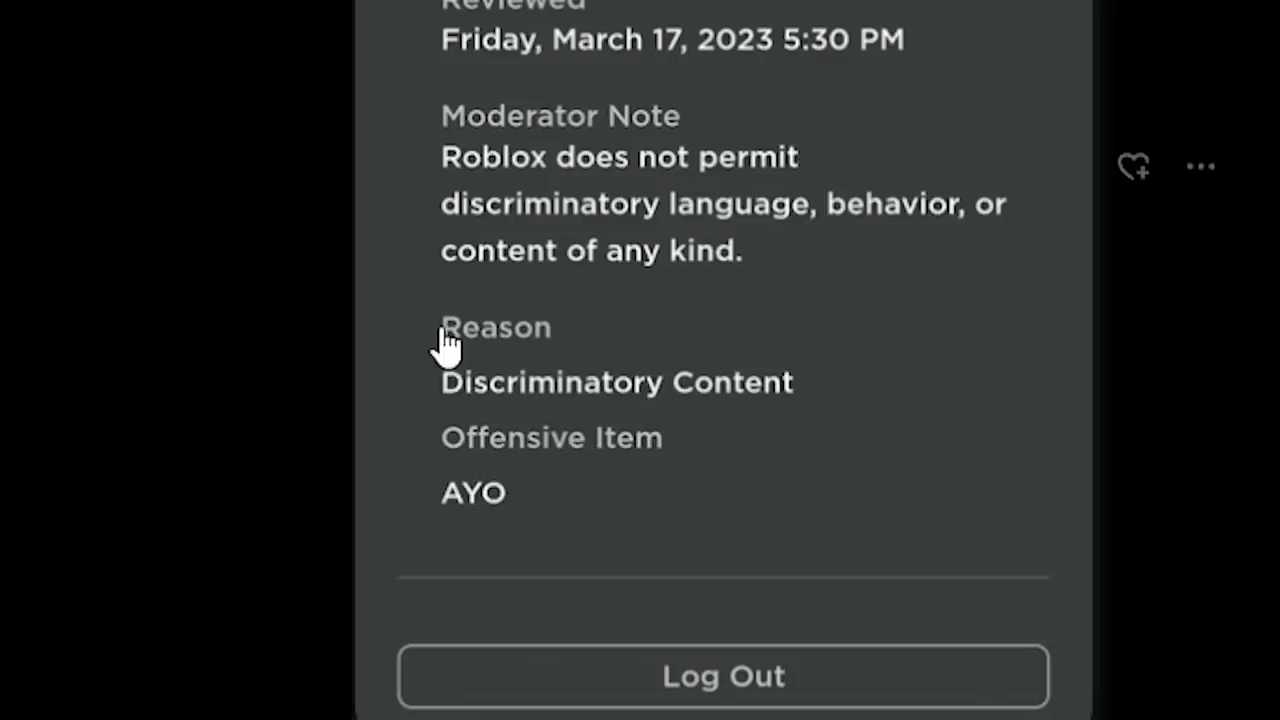 Reviewed
Friday, March 17, 2023 5:30 PM
Moderator Note
Roblox does not permit
discriminatory language, behavior, or
content of any kind.
Reason
Discriminatory Content
Offensive Item
AYO
Log Out